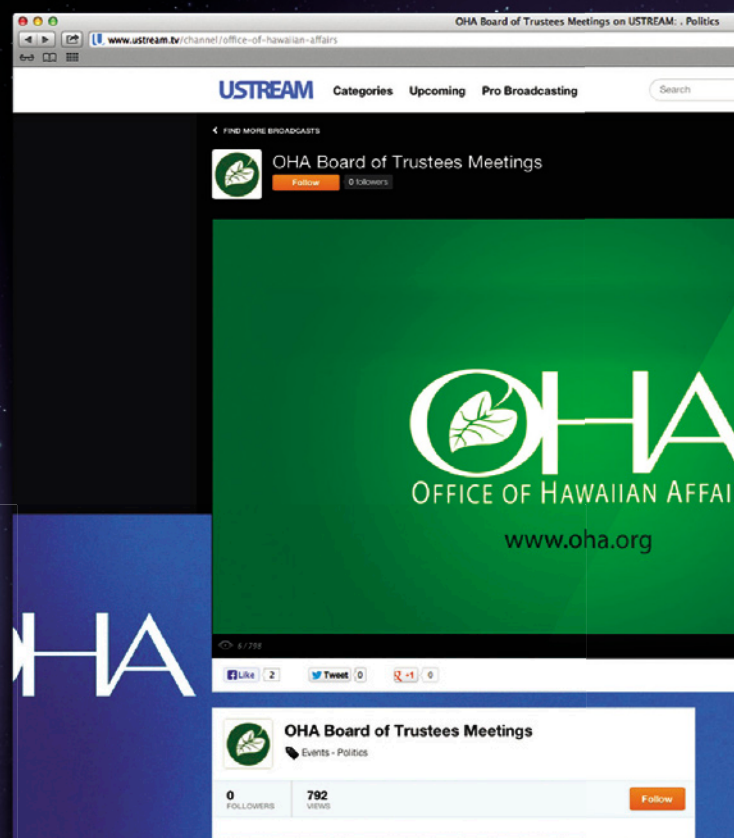 OHA Board of Trustees Meetings on USTREAM: . Politics
www.ustream.tv/channel/office-of-hawaiian-affairs
USTREAM Categories Upcoming Pro Broadcasting Search
FIND MORE BROADCASTS
OHA Board of Trustees Meetings
Follow 0 followers
OHA
OFFICE OF HAWAIIAN AFFAI
www.oha.org
HA
6/798
Like 2 Tweet 0 +1 0
OHA Board of Trustees Meetings
Events - Politics
0 792
FOLLOWERS VIEWS
Follow